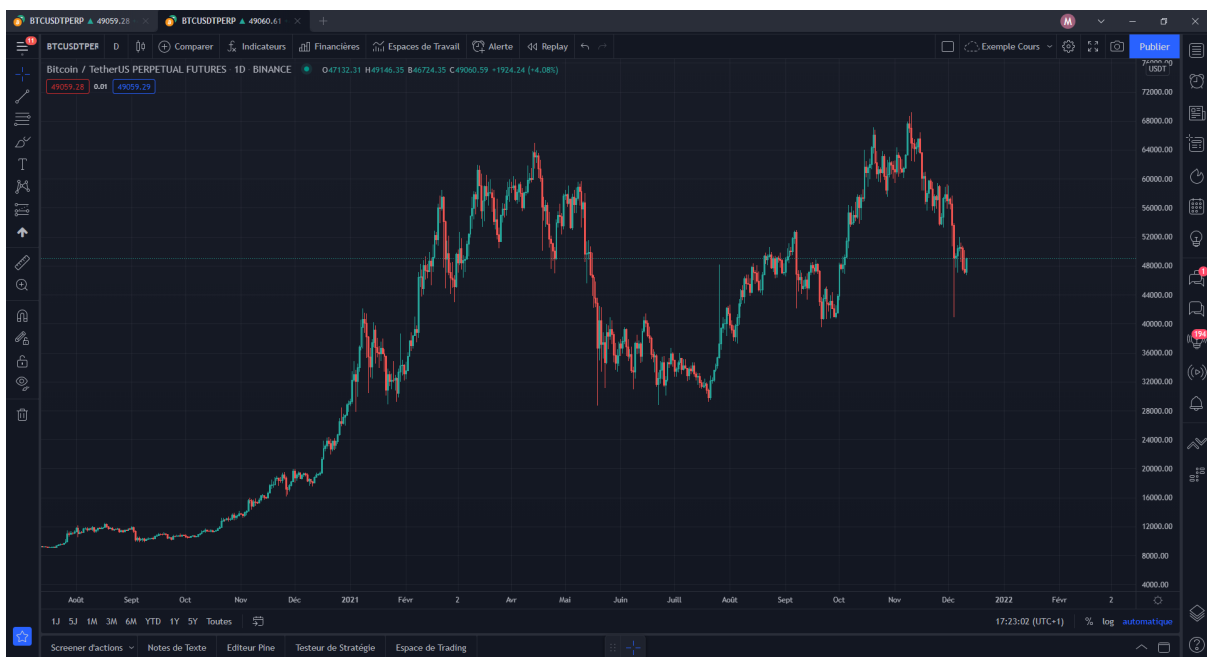 BTCUSDTPERP ▲ 49059.28
BTCUSDTPERP ▲ 49060.61
M
13
BTCUSDTPER D Comparer Indicateurs Financières Espaces de Travail Alerte Replay Exemple Cours Publier
Bitcoin / TetherUS PERPETUAL FUTURES · 1D · BINANCE O47132.31 H49146.35 B46724.35 C49060.59 +1924.24 (+4.08%)
49059.28 0.01 49059.29
76000.00
USDT
72000.00
68000.00
64000.00
60000.00
56000.00
52000.00
48000.00
44000.00
40000.00
36000.00
32000.00
28000.00
24000.00
20000.00
16000.00
12000.00
8000.00
4000.00
1
194
Août Sept Oct Nov Déc 2021 Févr 2 Avr Mai Juin Juill Août Sept Oct Nov Déc 2022 Févr 2
1J 5J 1M 3M 6M YTD 1Y 5Y Toutes 17:23:02 (UTC+1) % log automatique
Screener d'actions Notes de Texte Editeur Pine Testeur de Stratégie Espace de Trading